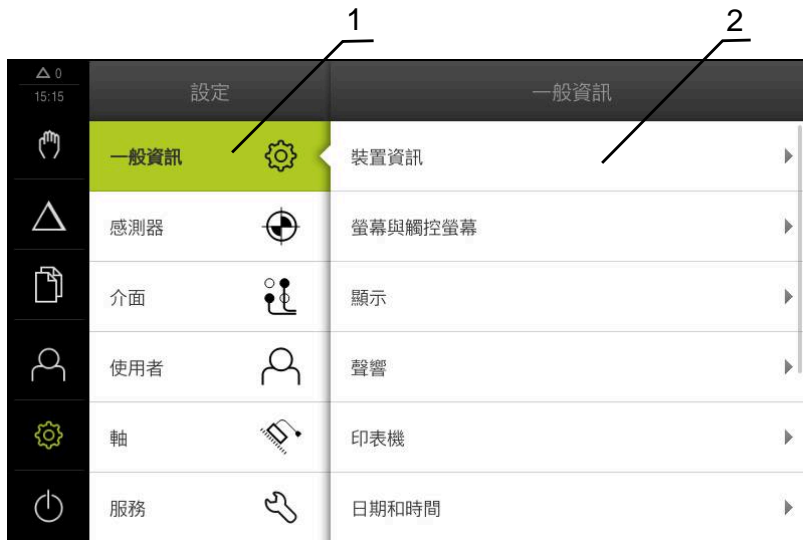 1
2
△ 0
15:15
設定
一般資訊
一般資訊
感測器
介面
使用者
軸
服務
裝置資訊
螢幕與觸控螢幕
顯示
聲響
印表機
日期和時間